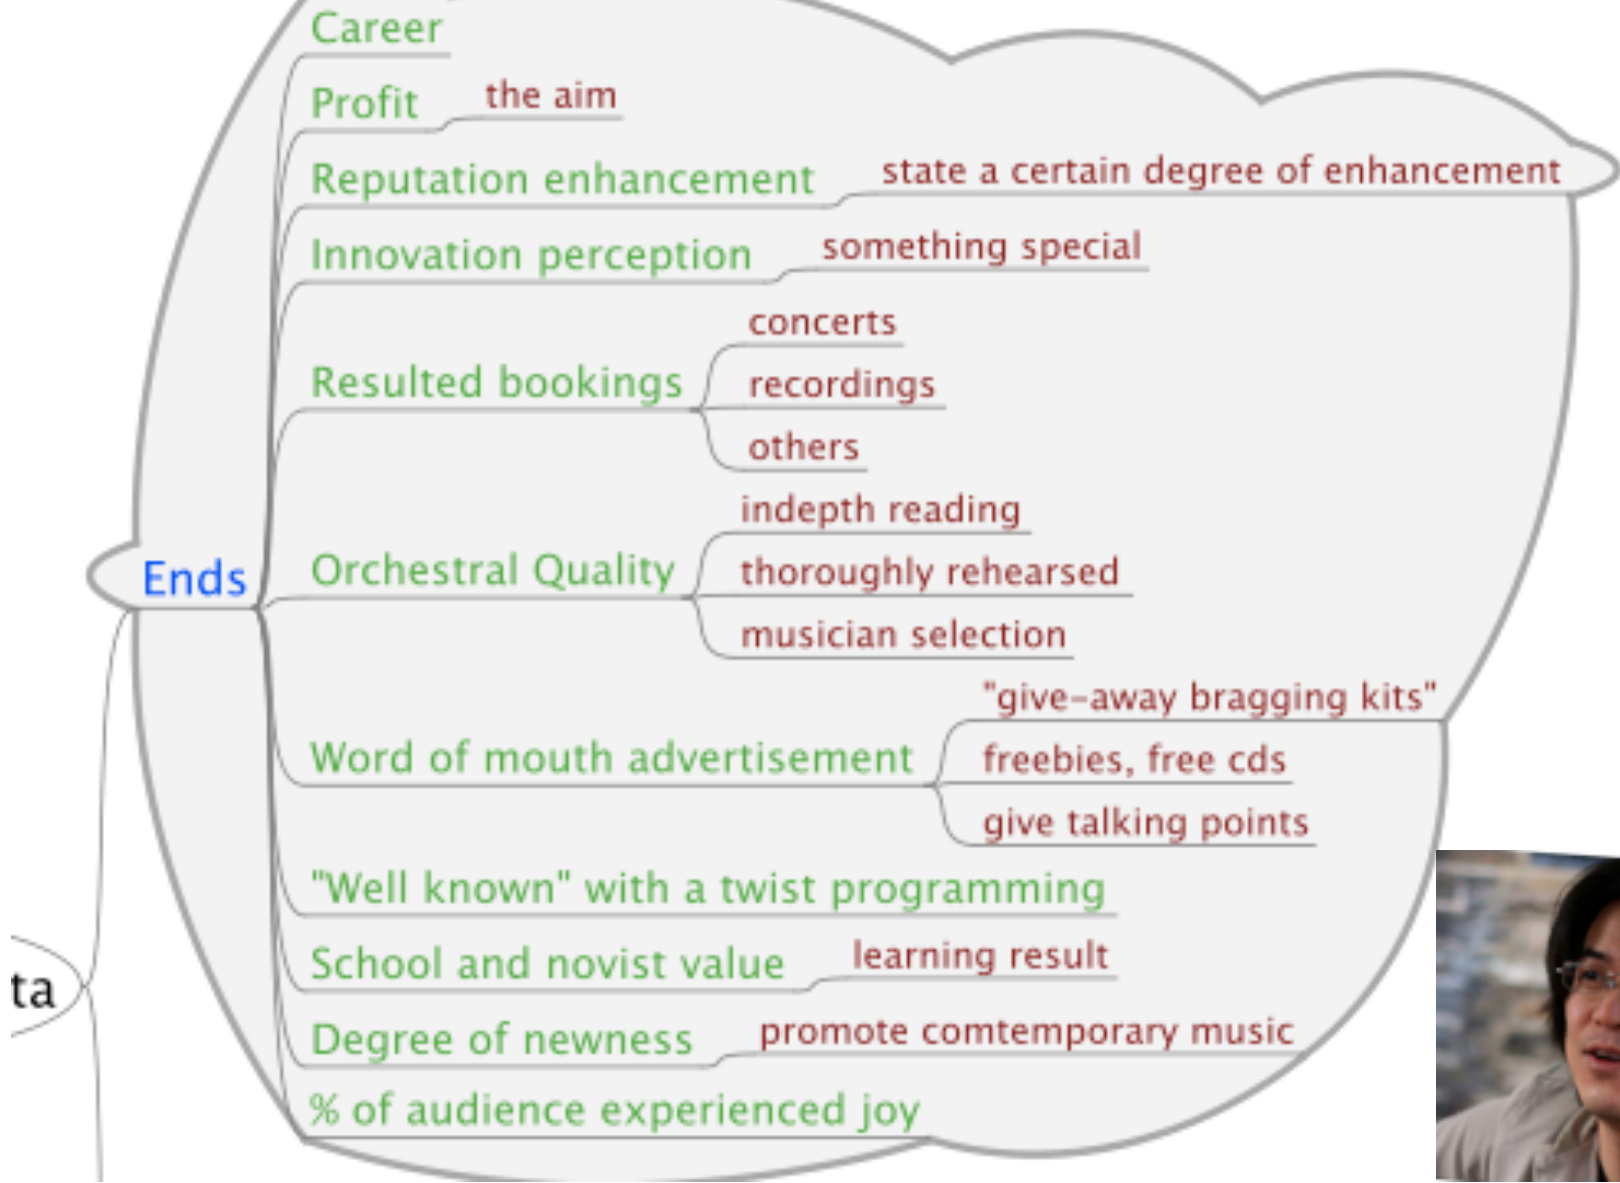 Career
Profit
the aim
Reputation enhancement
state a certain degree of enhancement
Innovation perception
something special
Resulted bookings
concerts
recordings
others
Ends
Orchestral Quality
indepth reading
thoroughly rehearsed
musician selection
Word of mouth advertisement
"give-away bragging kits"
freebies, free cds
give talking points
"Well known" with a twist programming
School and novist value
learning result
ta
Degree of newness
promote comtemporary music
% of audience experienced joy